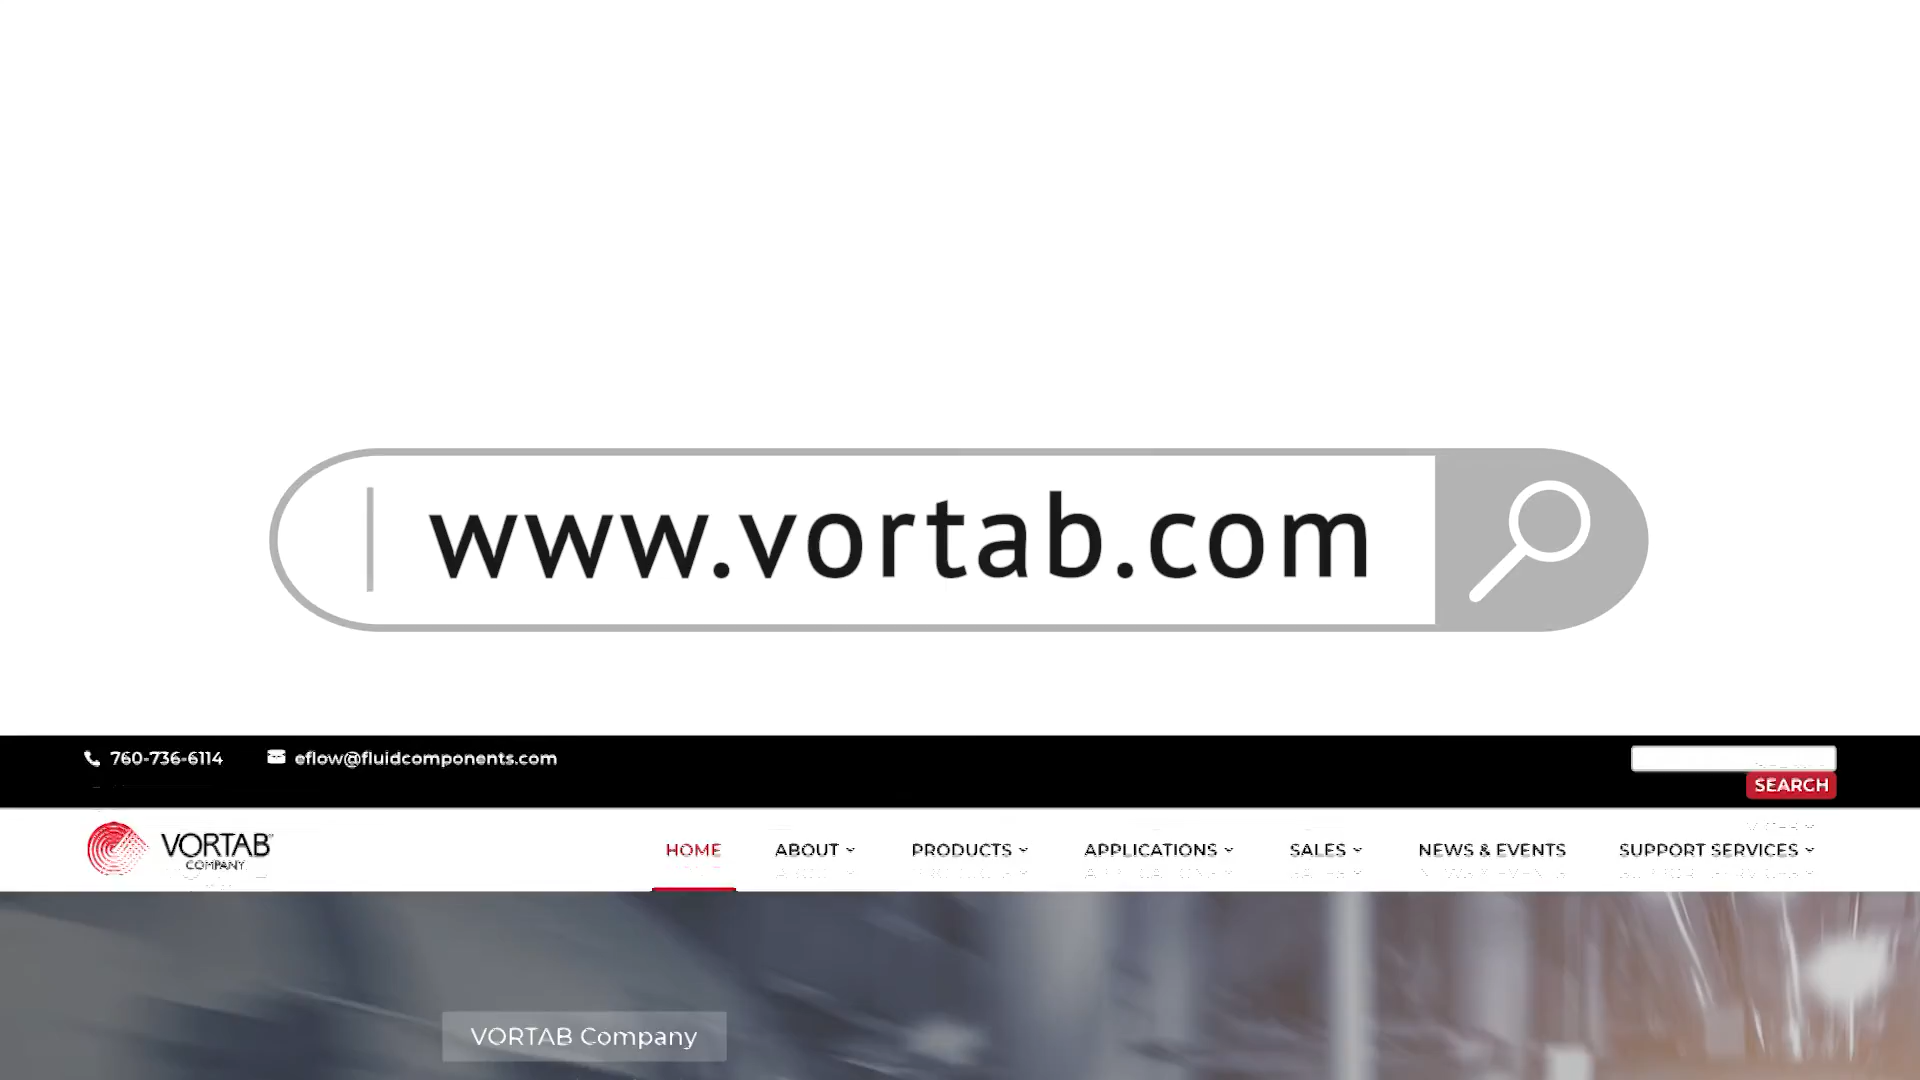 www.vortab.com
760-736-6114 eflow@fluidcomponents.com
SEARCH
VORTAB
COMPANY
HOME ABOUT PRODUCTS APPLICATIONS SALES NEWS & EVENTS SUPPORT SERVICES
VORTAB Company